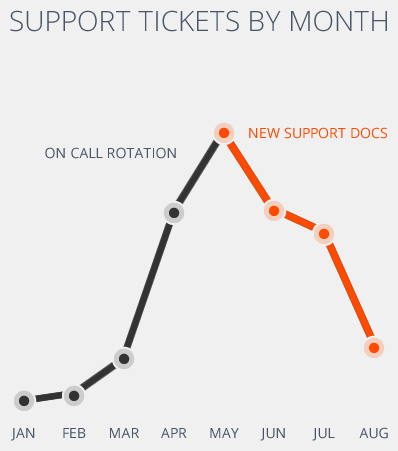 SUPPORT TICKETS BY MONTH
NEW SUPPORT DOCS
ON CALL ROTATION
JAN FEB MAR APR MAY JUN JUL AUG